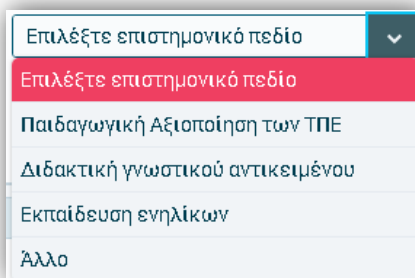 Επιλέξτε επιστημονικό πεδίο
Επιλέξτε επιστημονικό πεδίο
Παιδαγωγική Αξιοποίηση των ΤΠΕ
Διδακτική γνωστικού αντικειμένου
Εκπαίδευση ενηλίκων
Άλλο